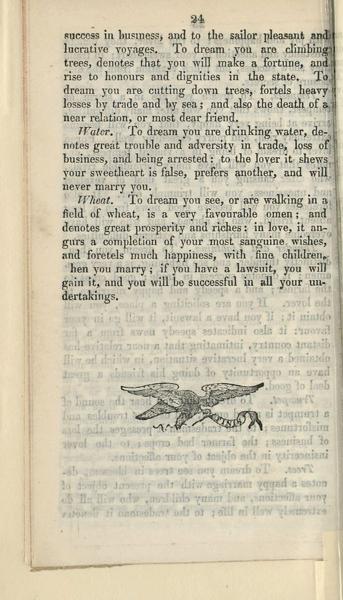 24
success in business, and to the sailor pleasant and
lucrative voyages. To dream you are climbing
trees, denotes that you will make a fortune, and
rise to honours and dignities in the state. To
dream you are cutting down trees, fortels heavy
losses by trade and by sea; and also the death of a
near relation, or most dear friend.
Water. To dream you are drinking water, de-
notes great trouble and adversity in trade, loss of
business, and being arrested: to the lover it shews
your sweetheart is false, prefers another, and will
never marry you.
Wheat. To dream you see, or are walking in a
field of wheat, is a very favourable omen; and
denotes great prosperity and riches: in love, it an-
gurs a completion of your most sanguine wishes,
and foretels much happiness, with fine children,
hen you marry; if you have a lawsuit, you will
gain it, and you will be successful in all your un-
dertakings.